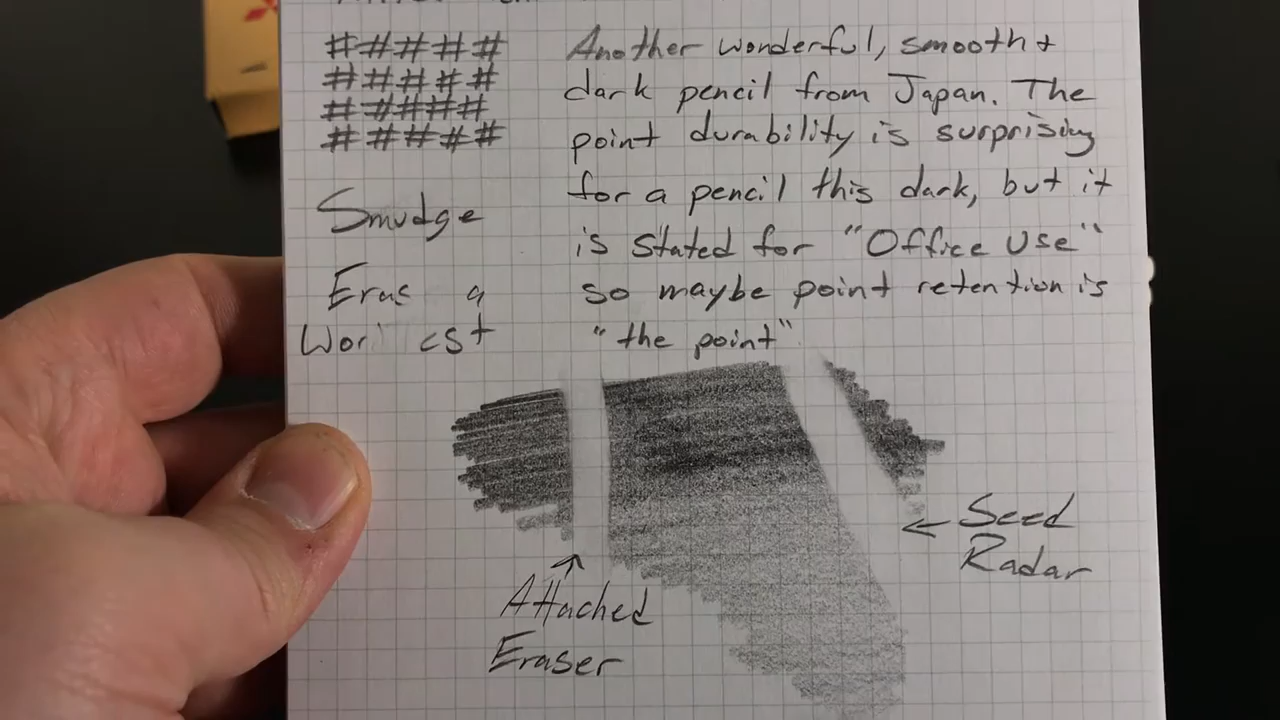 #####
#####
#####
#####
Smudge
Another wonderful, smooth +
dark pencil from Japan. The
point durability is surprising
for a pencil this dark, but it
is stated for "Office Use"
so maybe point retention is
"the point"
Attached
Eraser
← Seed
Radar